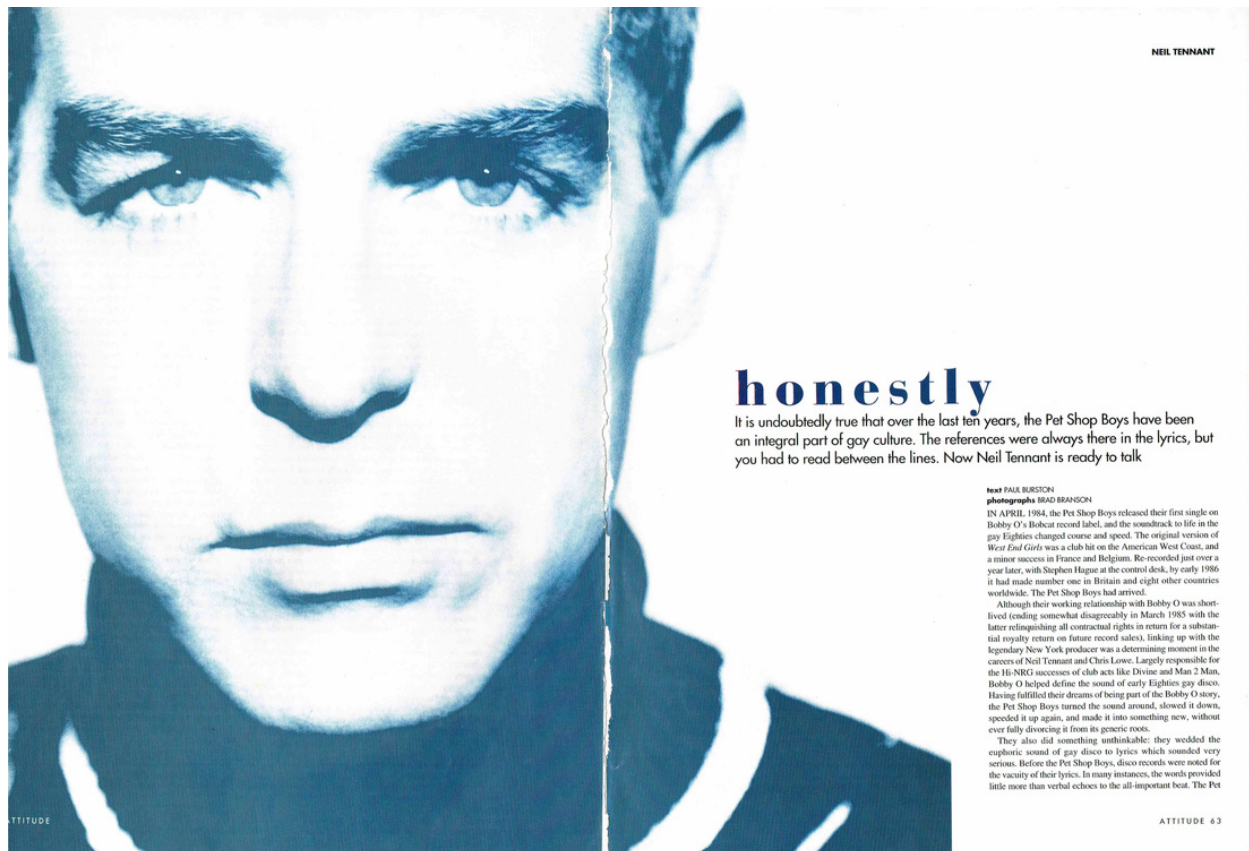 NEIL TENNANT
honestly
It is undoubtedly true that over the last ten years, the Pet Shop Boys have been
an integral part of gay culture. The references were always there in the lyrics, but
you had to read between the lines. Now Neil Tennant is ready to talk
text PAUL BURSTON
photographs BRAD BRANSON
IN APRIL 1984, the Pet Shop Boys released their first single on
Bobby O's Bobcat record label, and the soundtrack to life in the
gay Eighties changed course and speed. The original version of
West End Girls was a club hit on the American West Coast, and
a minor success in France and Belgium. Re-recorded just over a
year later, with Stephen Hague at the control desk, by early 1986
it had made number one in Britain and eight other countries
worldwide. The Pet Shop Boys had arrived.
Although their working relationship with Bobby O was short-
lived (ending somewhat disagreeably in March 1985 with the
latter relinquishing all contractual rights in return for a substan-
tial royalty return on future record sales), linking up with the
legendary New York producer was a determining moment in the
careers of Neil Tennant and Chris Lowe. Largely responsible for
the Hi-NRG successes of club acts like Divine and Man 2 Man,
Bobby O helped define the sound of early Eighties gay disco.
Having fulfilled their dreams of being part of the Bobby O story,
the Pet Shop Boys turned the sound around, slowed it down,
speeded it up again, and made it into something new, without
ever fully divorcing it from its generic roots.
They also did something unthinkable: they wedded the
euphoric sound of gay disco to lyrics which sounded very
serious. Before the Pet Shop Boys, disco records were noted for
the vacuity of their lyrics. In many instances, the words provided
little more than verbal echoes to the all-important beat. The Pet
ATTITUDE
ATTITUDE 63